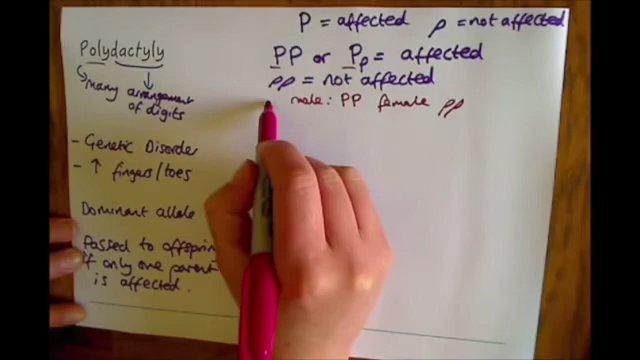 P = affected p = not affected
Polydactyly
PP or Pp = affected
pp = not affected
many arrangement
of digits
male: PP female pp
- Genetic Disorder
- ↑ fingers/toes
Dominant allele
Passed to offsprin
if only one parent
is affected.